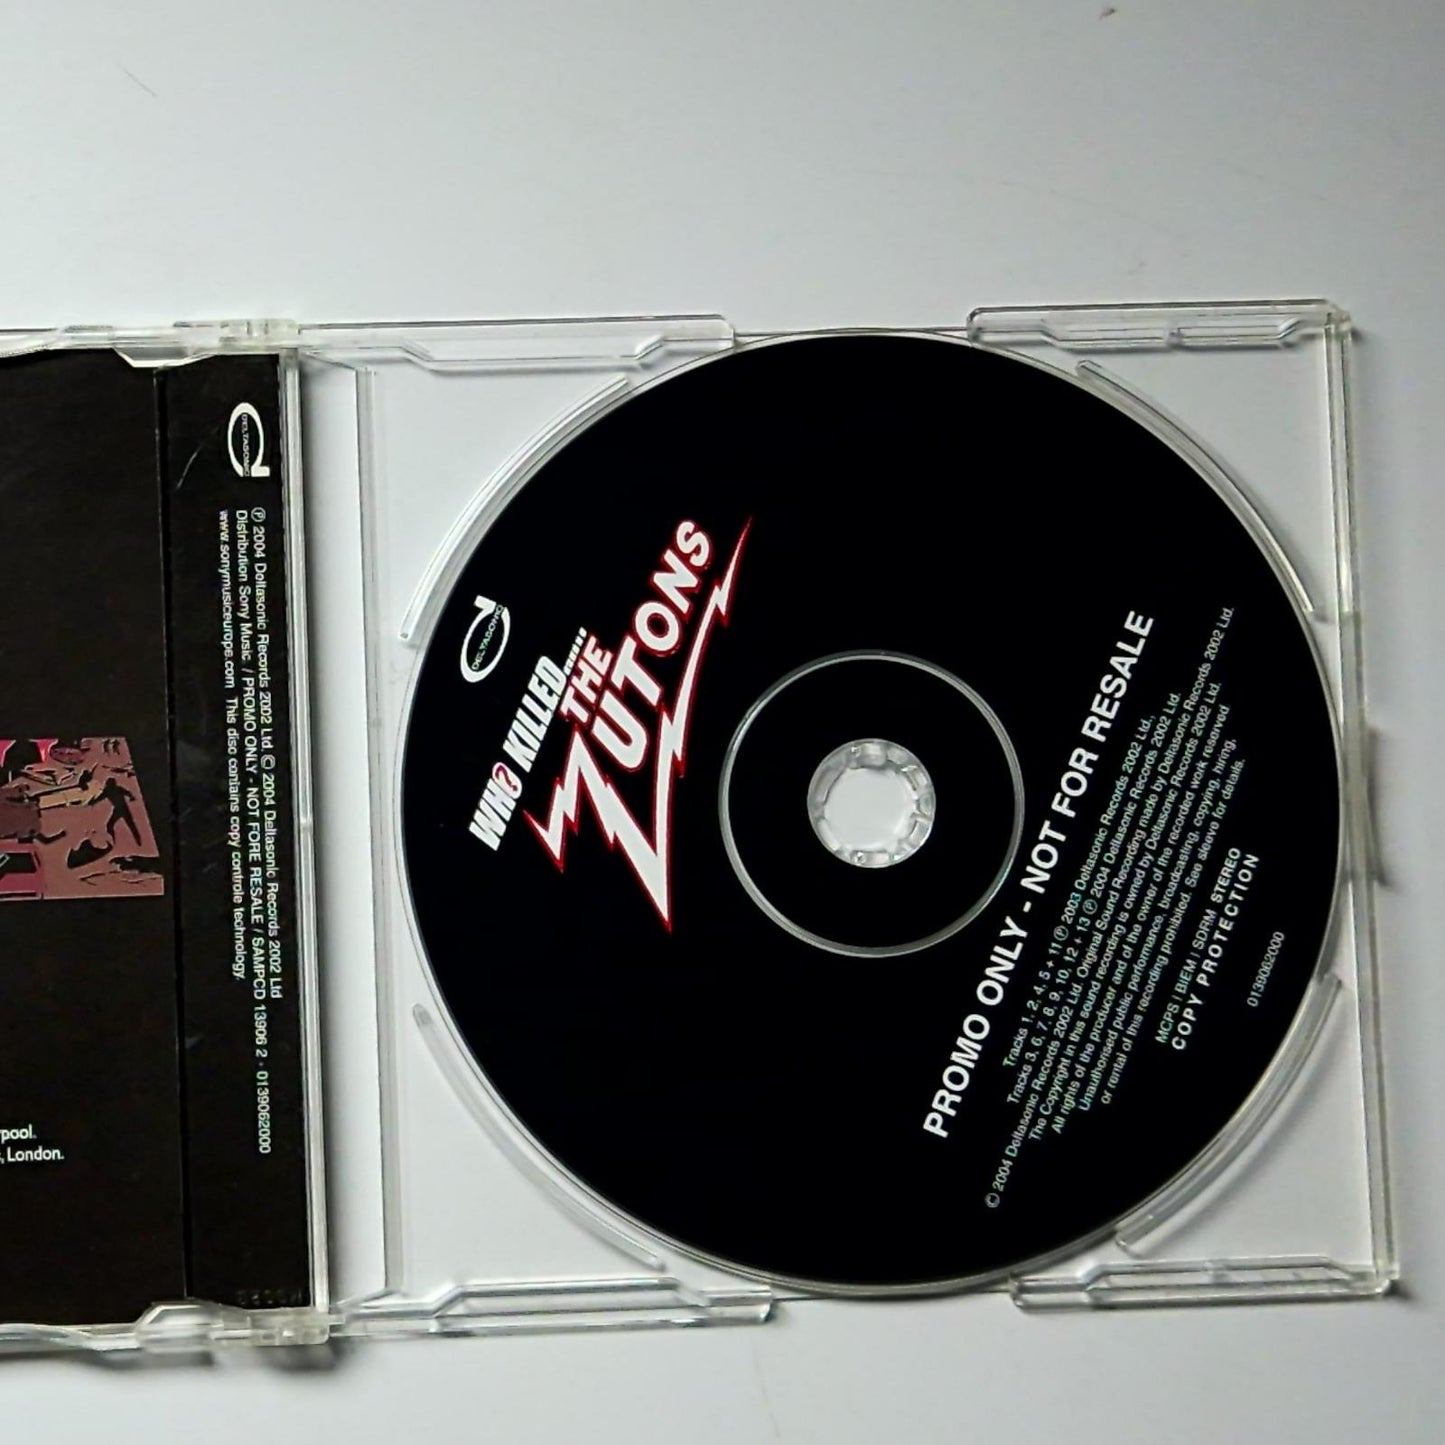 DELTASONIC
℗ 2004 Deltasonic Records 2002 Ltd. © 2004 Deltasonic Records 2002 Ltd
Distribution Sony Music / PROMO ONLY - NOT FORE RESALE / SAMPCD 13906 2 - 0139062000
www.sonymusiceurope.com This disc contains copy controle technology.
pool.
, London.
DELTASONIC
WHO KILLED......
THE
ZUTONS
PROMO ONLY - NOT FOR RESALE
Tracks 1, 2, 4, 5 + 11 ℗ 2003 Deltasonic Records 2002 Ltd.,
Tracks 3, 6, 7, 8, 9, 10, 12 + 13 ℗ 2004 Deltasonic Records 2002 Ltd.
© 2004 Deltasonic Records 2002 Ltd. Original Sound Recording made by Deltasonic Records 2002 Ltd.
The Copyright in this sound recording is owned by Deltasonic Records 2002 Ltd.
All rights of the producer and of the owner of the recorded work reserved
Unauthorised public performance, broadcasting, copying, hiring,
or rental of this recording prohibited. See sleeve for details.
MCPS | BIEM | SDRM STEREO
COPY PROTECTION
0139062000